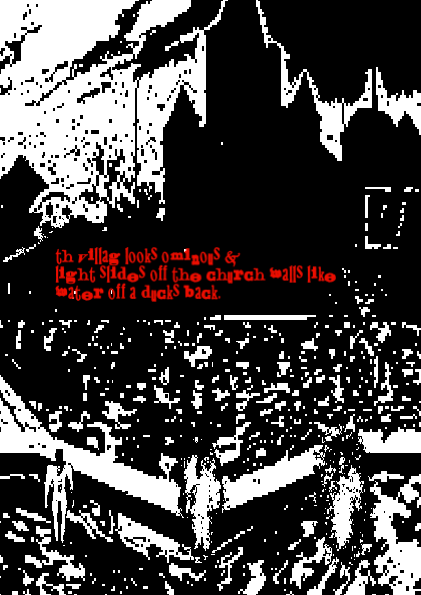 th villag looks ominous &
light slides off the church walls like
water off a ducks back.